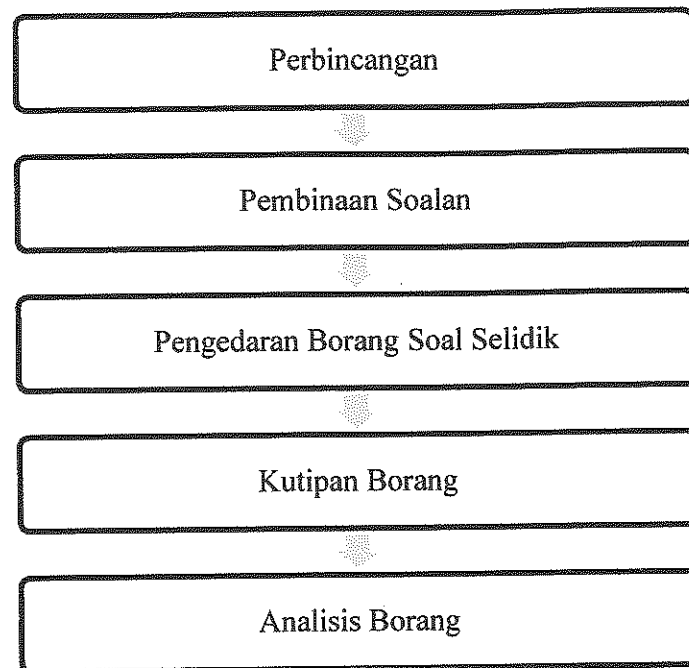 Perbincangan
Pembinaan Soalan
Pengedaran Borang Soal Selidik
Kutipan Borang
Analisis Borang